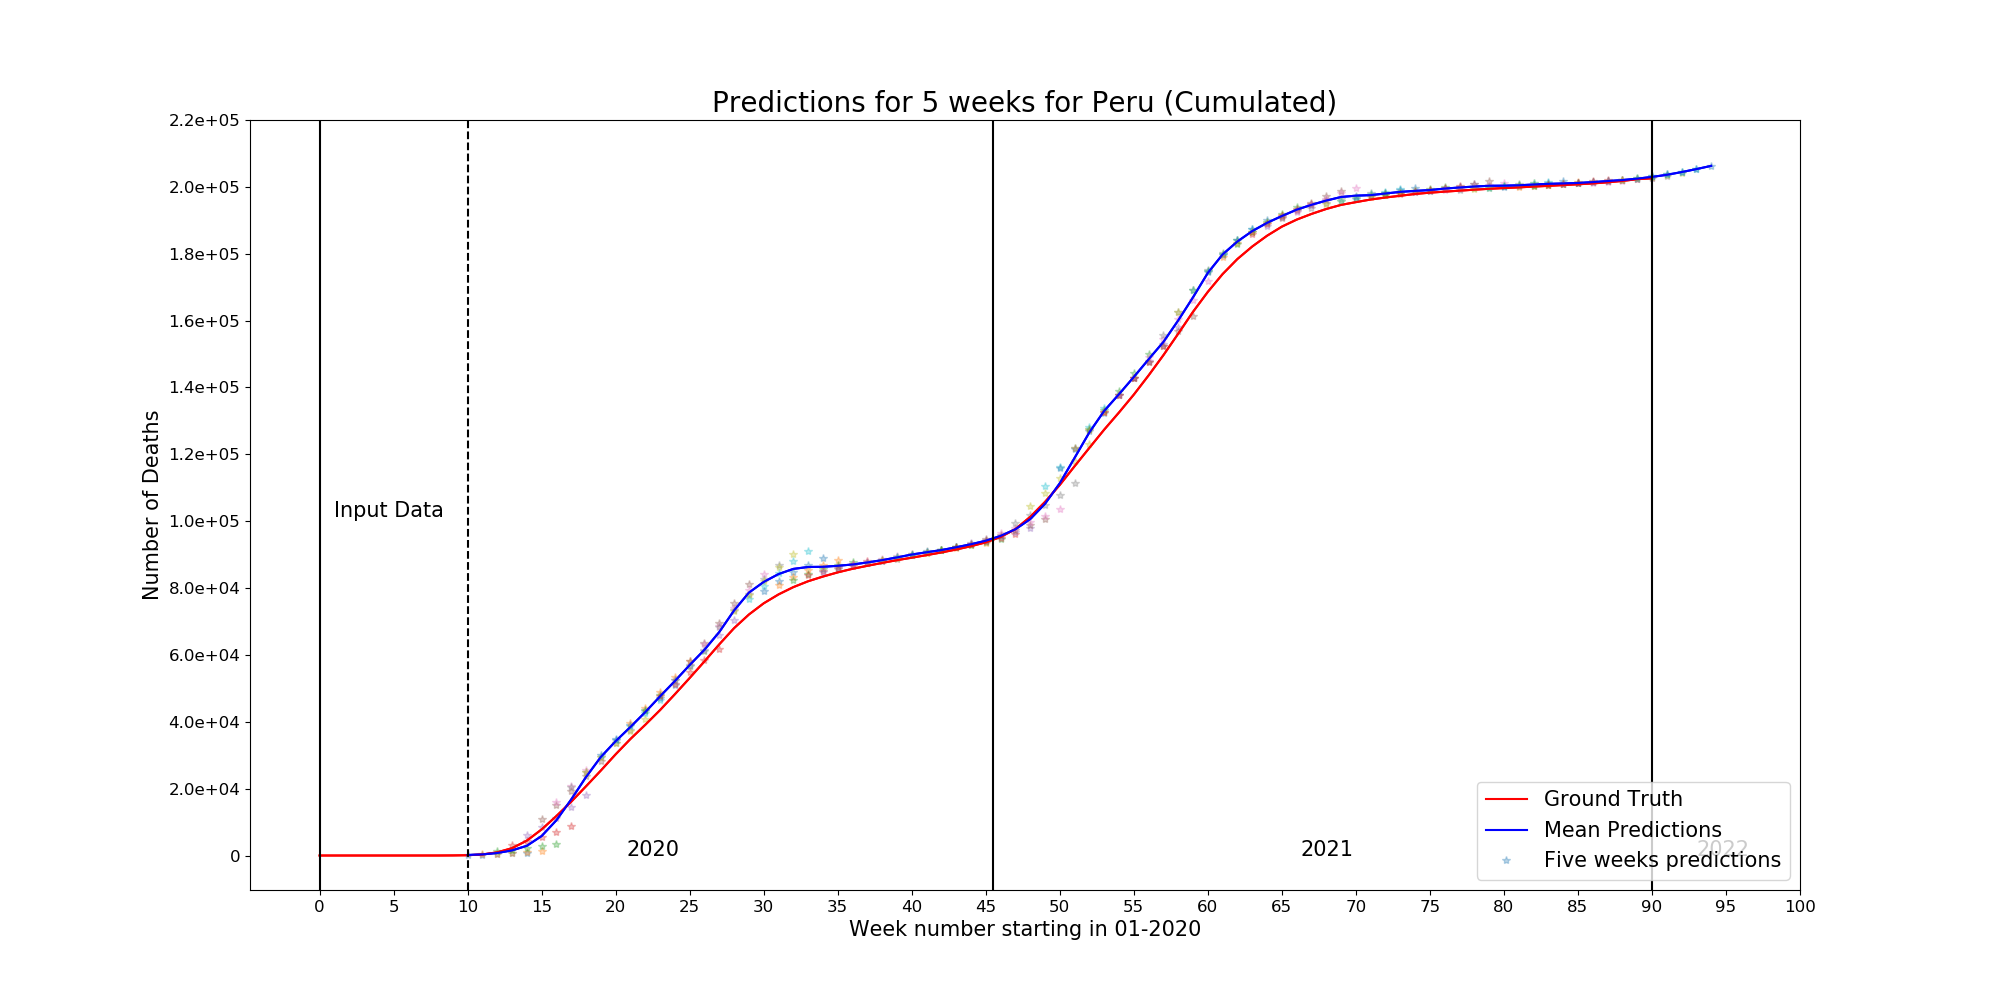 Predictions for 5 weeks for Peru (Cumulated)
2.2e+05
2.0e+05
1.8e+05
1.6e+05
1.4e+05
1.2e+05
1.0e+05
8.0e+04
6.0e+04
4.0e+04
2.0e+04
0
Number of Deaths
Input Data
2020
2021
2022
Ground Truth
Mean Predictions
Five weeks predictions
0 5 10 15 20 25 30 35 40 45 50 55 60 65 70 75 80 85 90 95 100
Week number starting in 01-2020